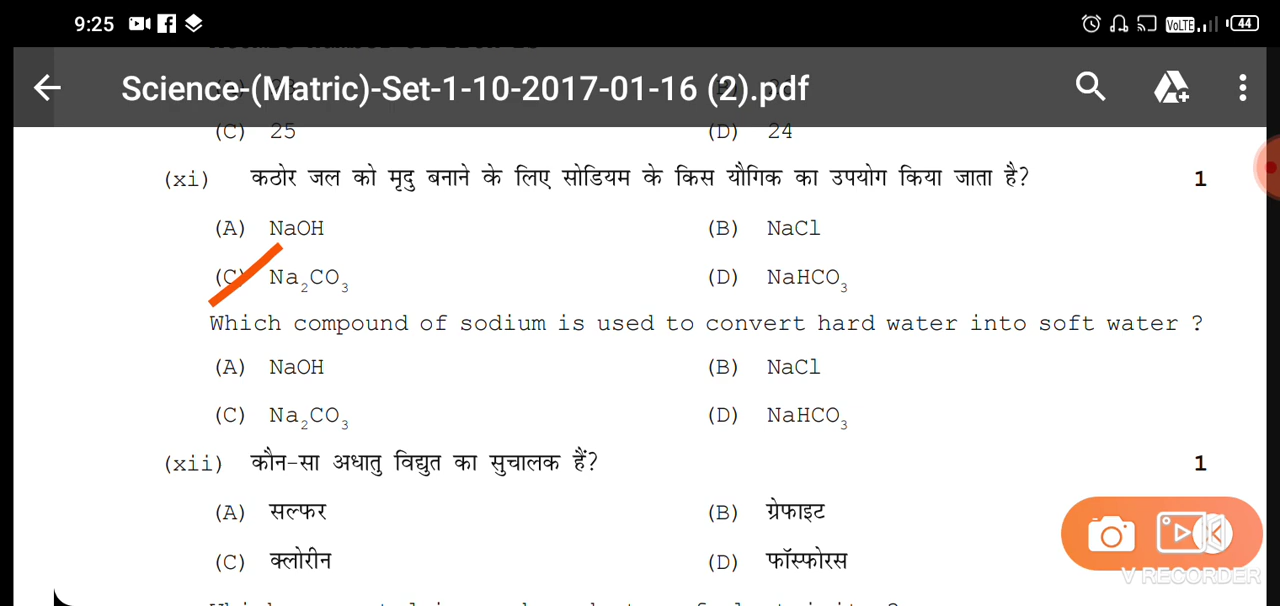 9:25 VoLTE 44
Science-(Matric)-Set-1-10-2017-01-16 (2).pdf
(C) 25 (D) 24
(xi) कठोर जल को मृदु बनाने के लिए सोडियम के किस यौगिक का उपयोग किया जाता है? 1
(A) NaOH (B) NaCl
(C) Na₂CO₃ (D) NaHCO₃
Which compound of sodium is used to convert hard water into soft water ?
(A) NaOH (B) NaCl
(C) Na₂CO₃ (D) NaHCO₃
(xii) कौन-सा अधातु विद्युत का सुचालक हैं? 1
(A) सल्फर (B) ग्रेफाइट
(C) क्लोरीन (D) फॉस्फोरस
V RECORDER